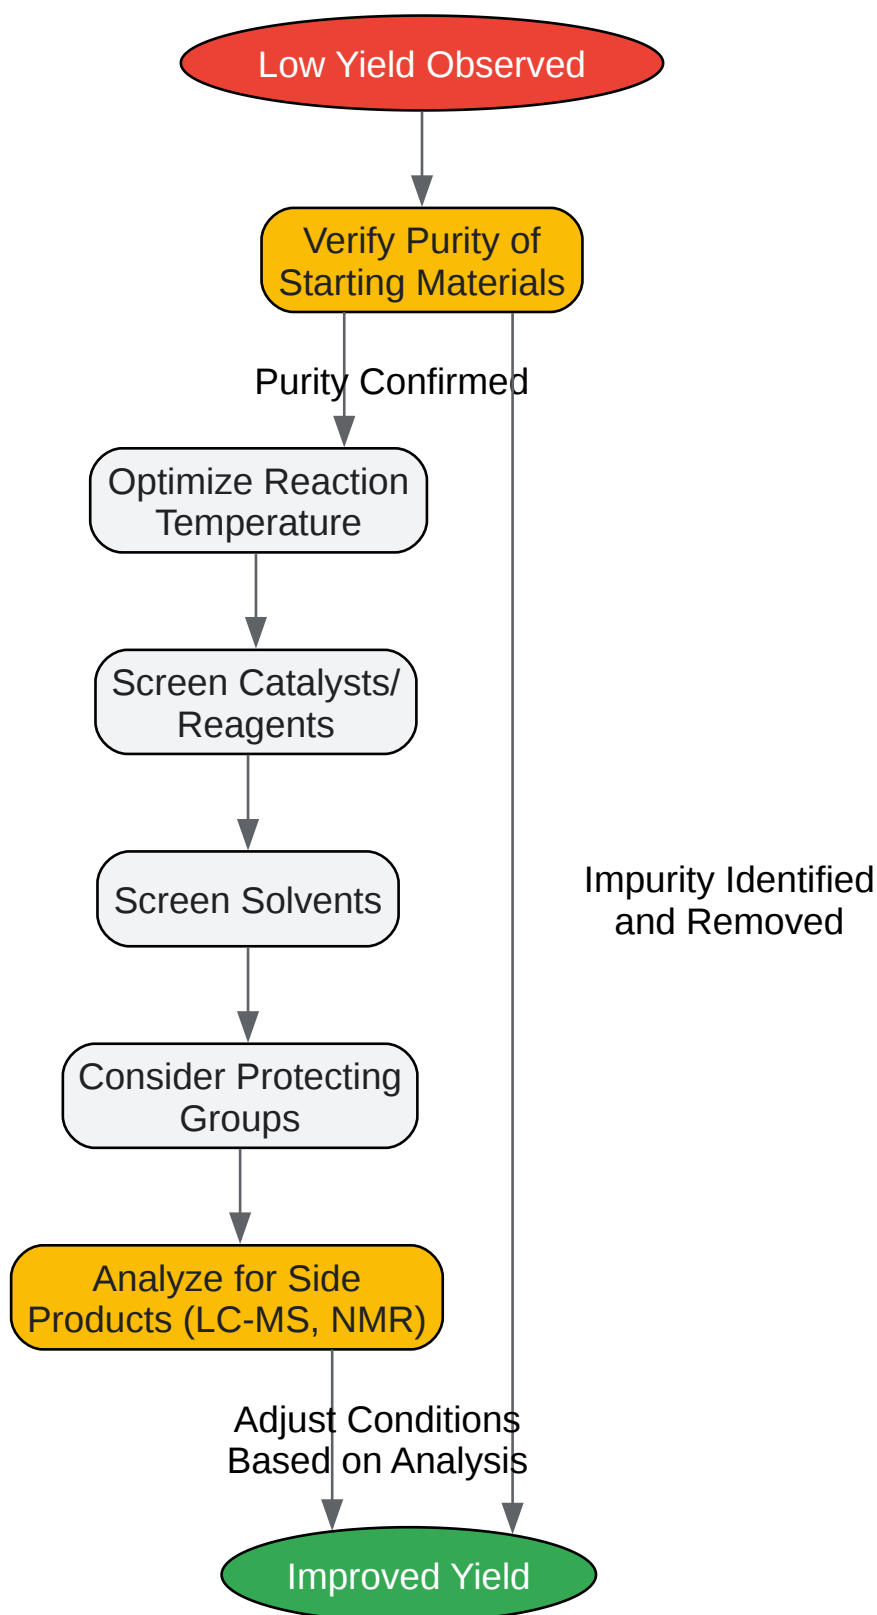 Low Yield Observed
Verify Purity of
Starting Materials
Purity Confirmed
Optimize Reaction
Temperature
Screen Catalysts/
Reagents
Screen Solvents
Impurity Identified
and Removed
Consider Protecting
Groups
Analyze for Side
Products (LC-MS, NMR)
Adjust Conditions
Based on Analysis
Improved Yield